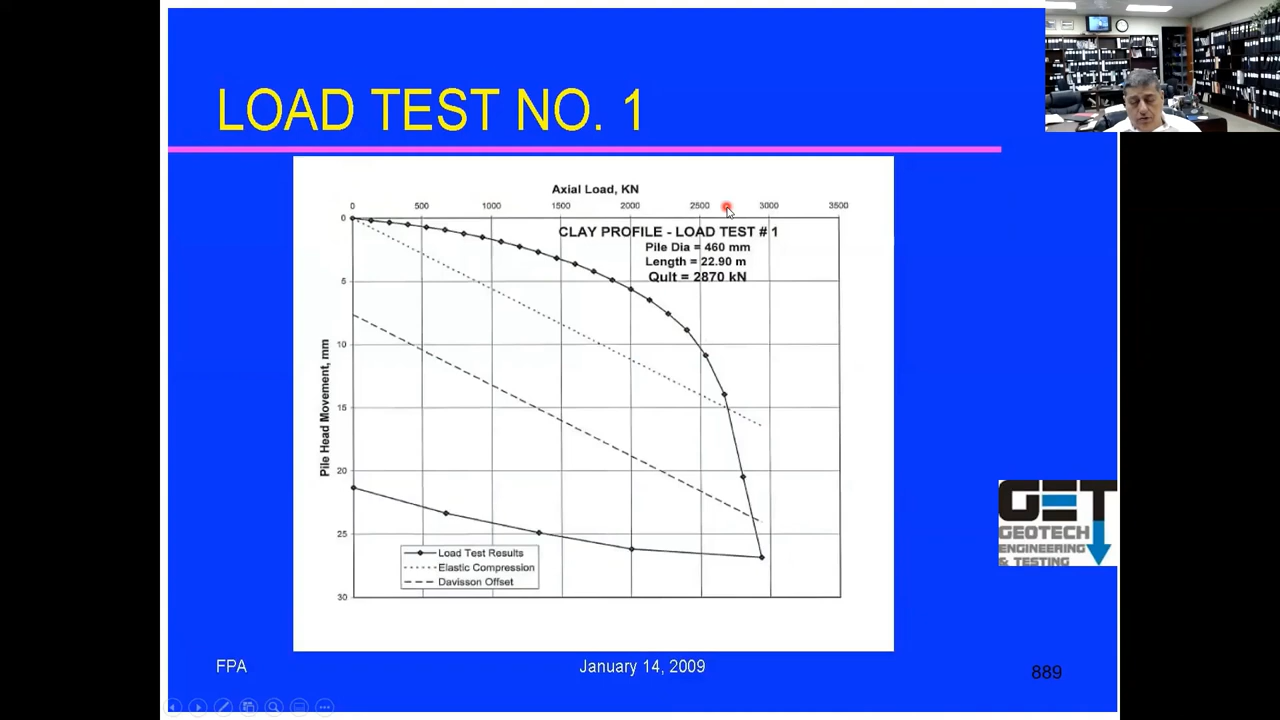 LOAD TEST NO. 1
Axial Load, KN
0 500 1000 1500 2000 2500 3000 3500
0
CLAY PROFILE - LOAD TEST # 1
Pile Dia = 460 mm
Length = 22.90 m
Qult = 2870 kN
5
10
15
20
25
30
Pile Head Movement, mm
Load Test Results
Elastic Compression
Davisson Offset
GET
GEOTECH
ENGINEERING
& TESTING
FPA
January 14, 2009
889